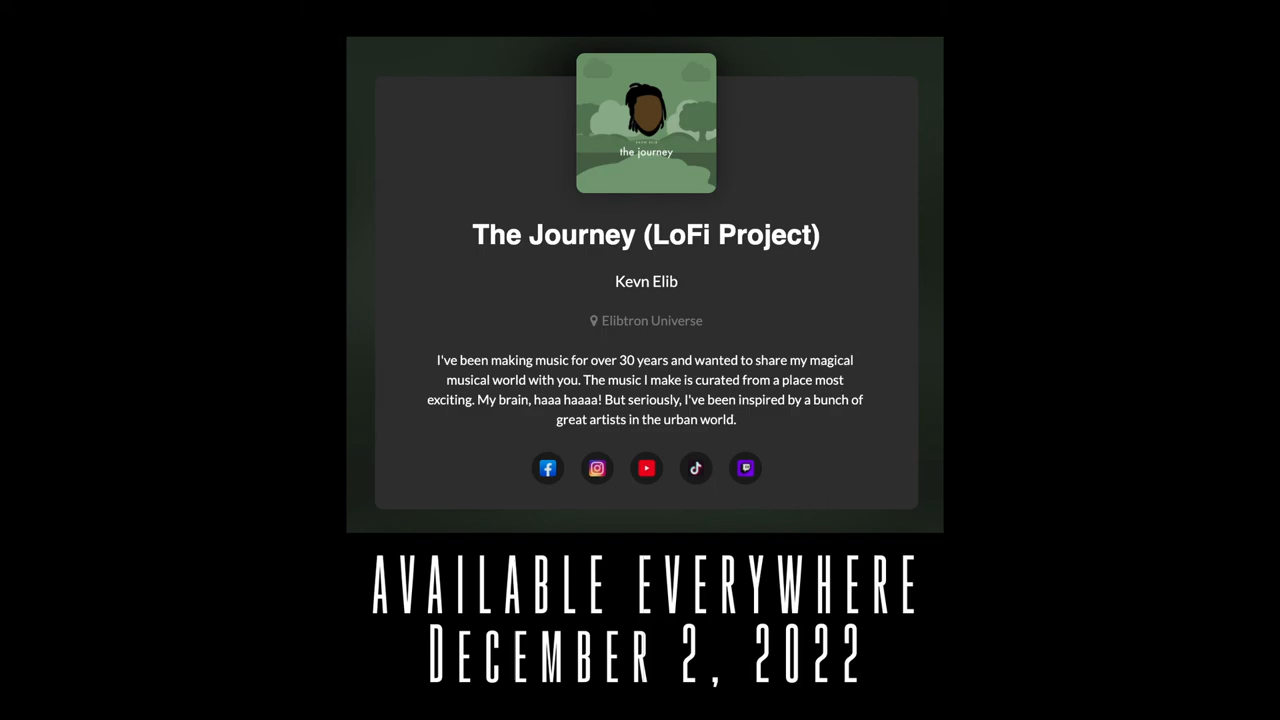 the journey
The Journey (LoFi Project)
Kevn Elib
Elibtron Universe
I've been making music for over 30 years and wanted to share my magical
musical world with you. The music I make is curated from a place most
exciting. My brain, haaa haaaa! But seriously, I've been inspired by a bunch of
great artists in the urban world.
AVAILABLE EVERYWHERE
DECEMBER 2, 2022